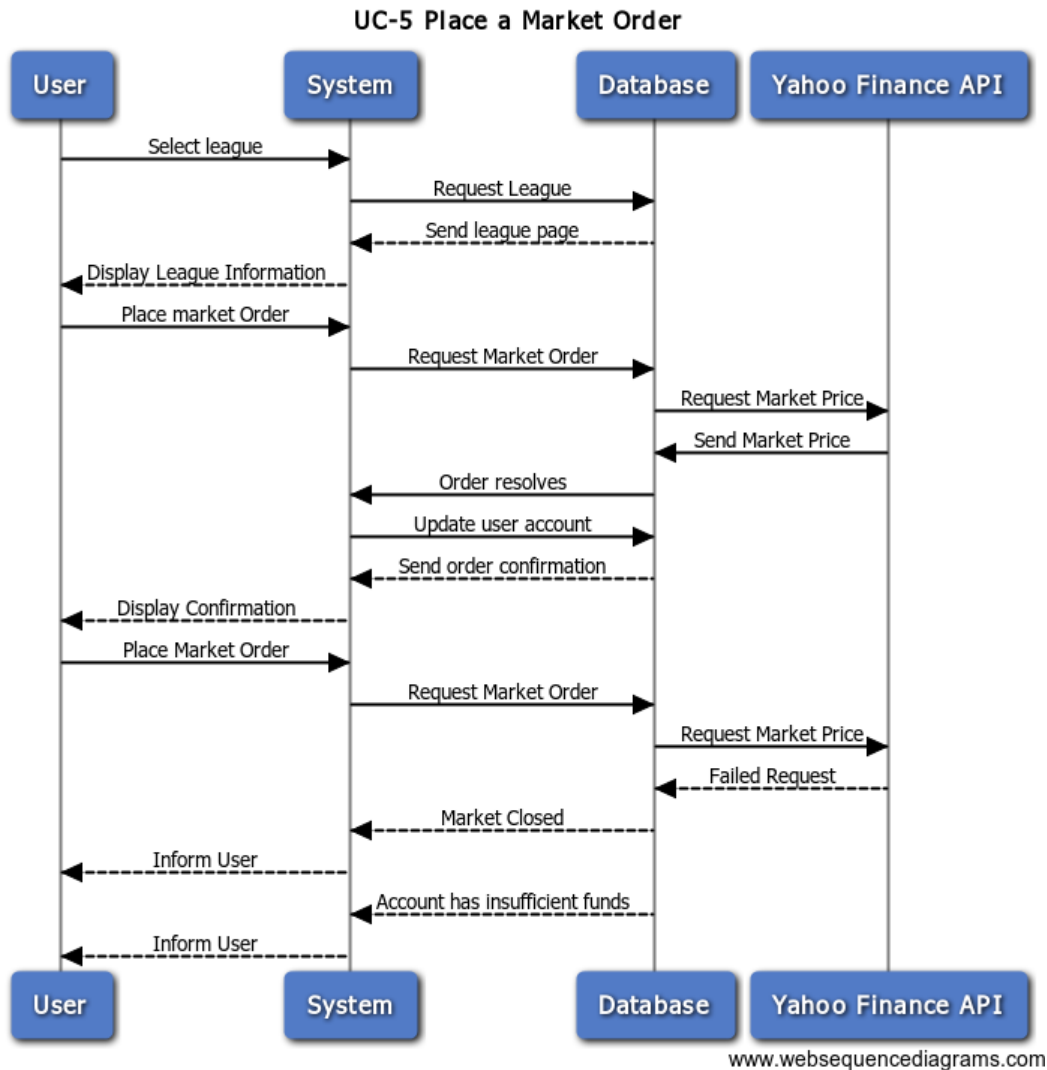 UC-5 Place a Market Order
User
System
Database
Yahoo Finance API
Select league
Request League
Send league page
Display League Information
Place market Order
Request Market Order
Request Market Price
Send Market Price
Order resolves
Update user account
Send order confirmation
Display Confirmation
Place Market Order
Request Market Order
Request Market Price
Failed Request
Market Closed
Inform User
Account has insufficient funds
Inform User
User
System
Database
Yahoo Finance API
www.websequencediagrams.com